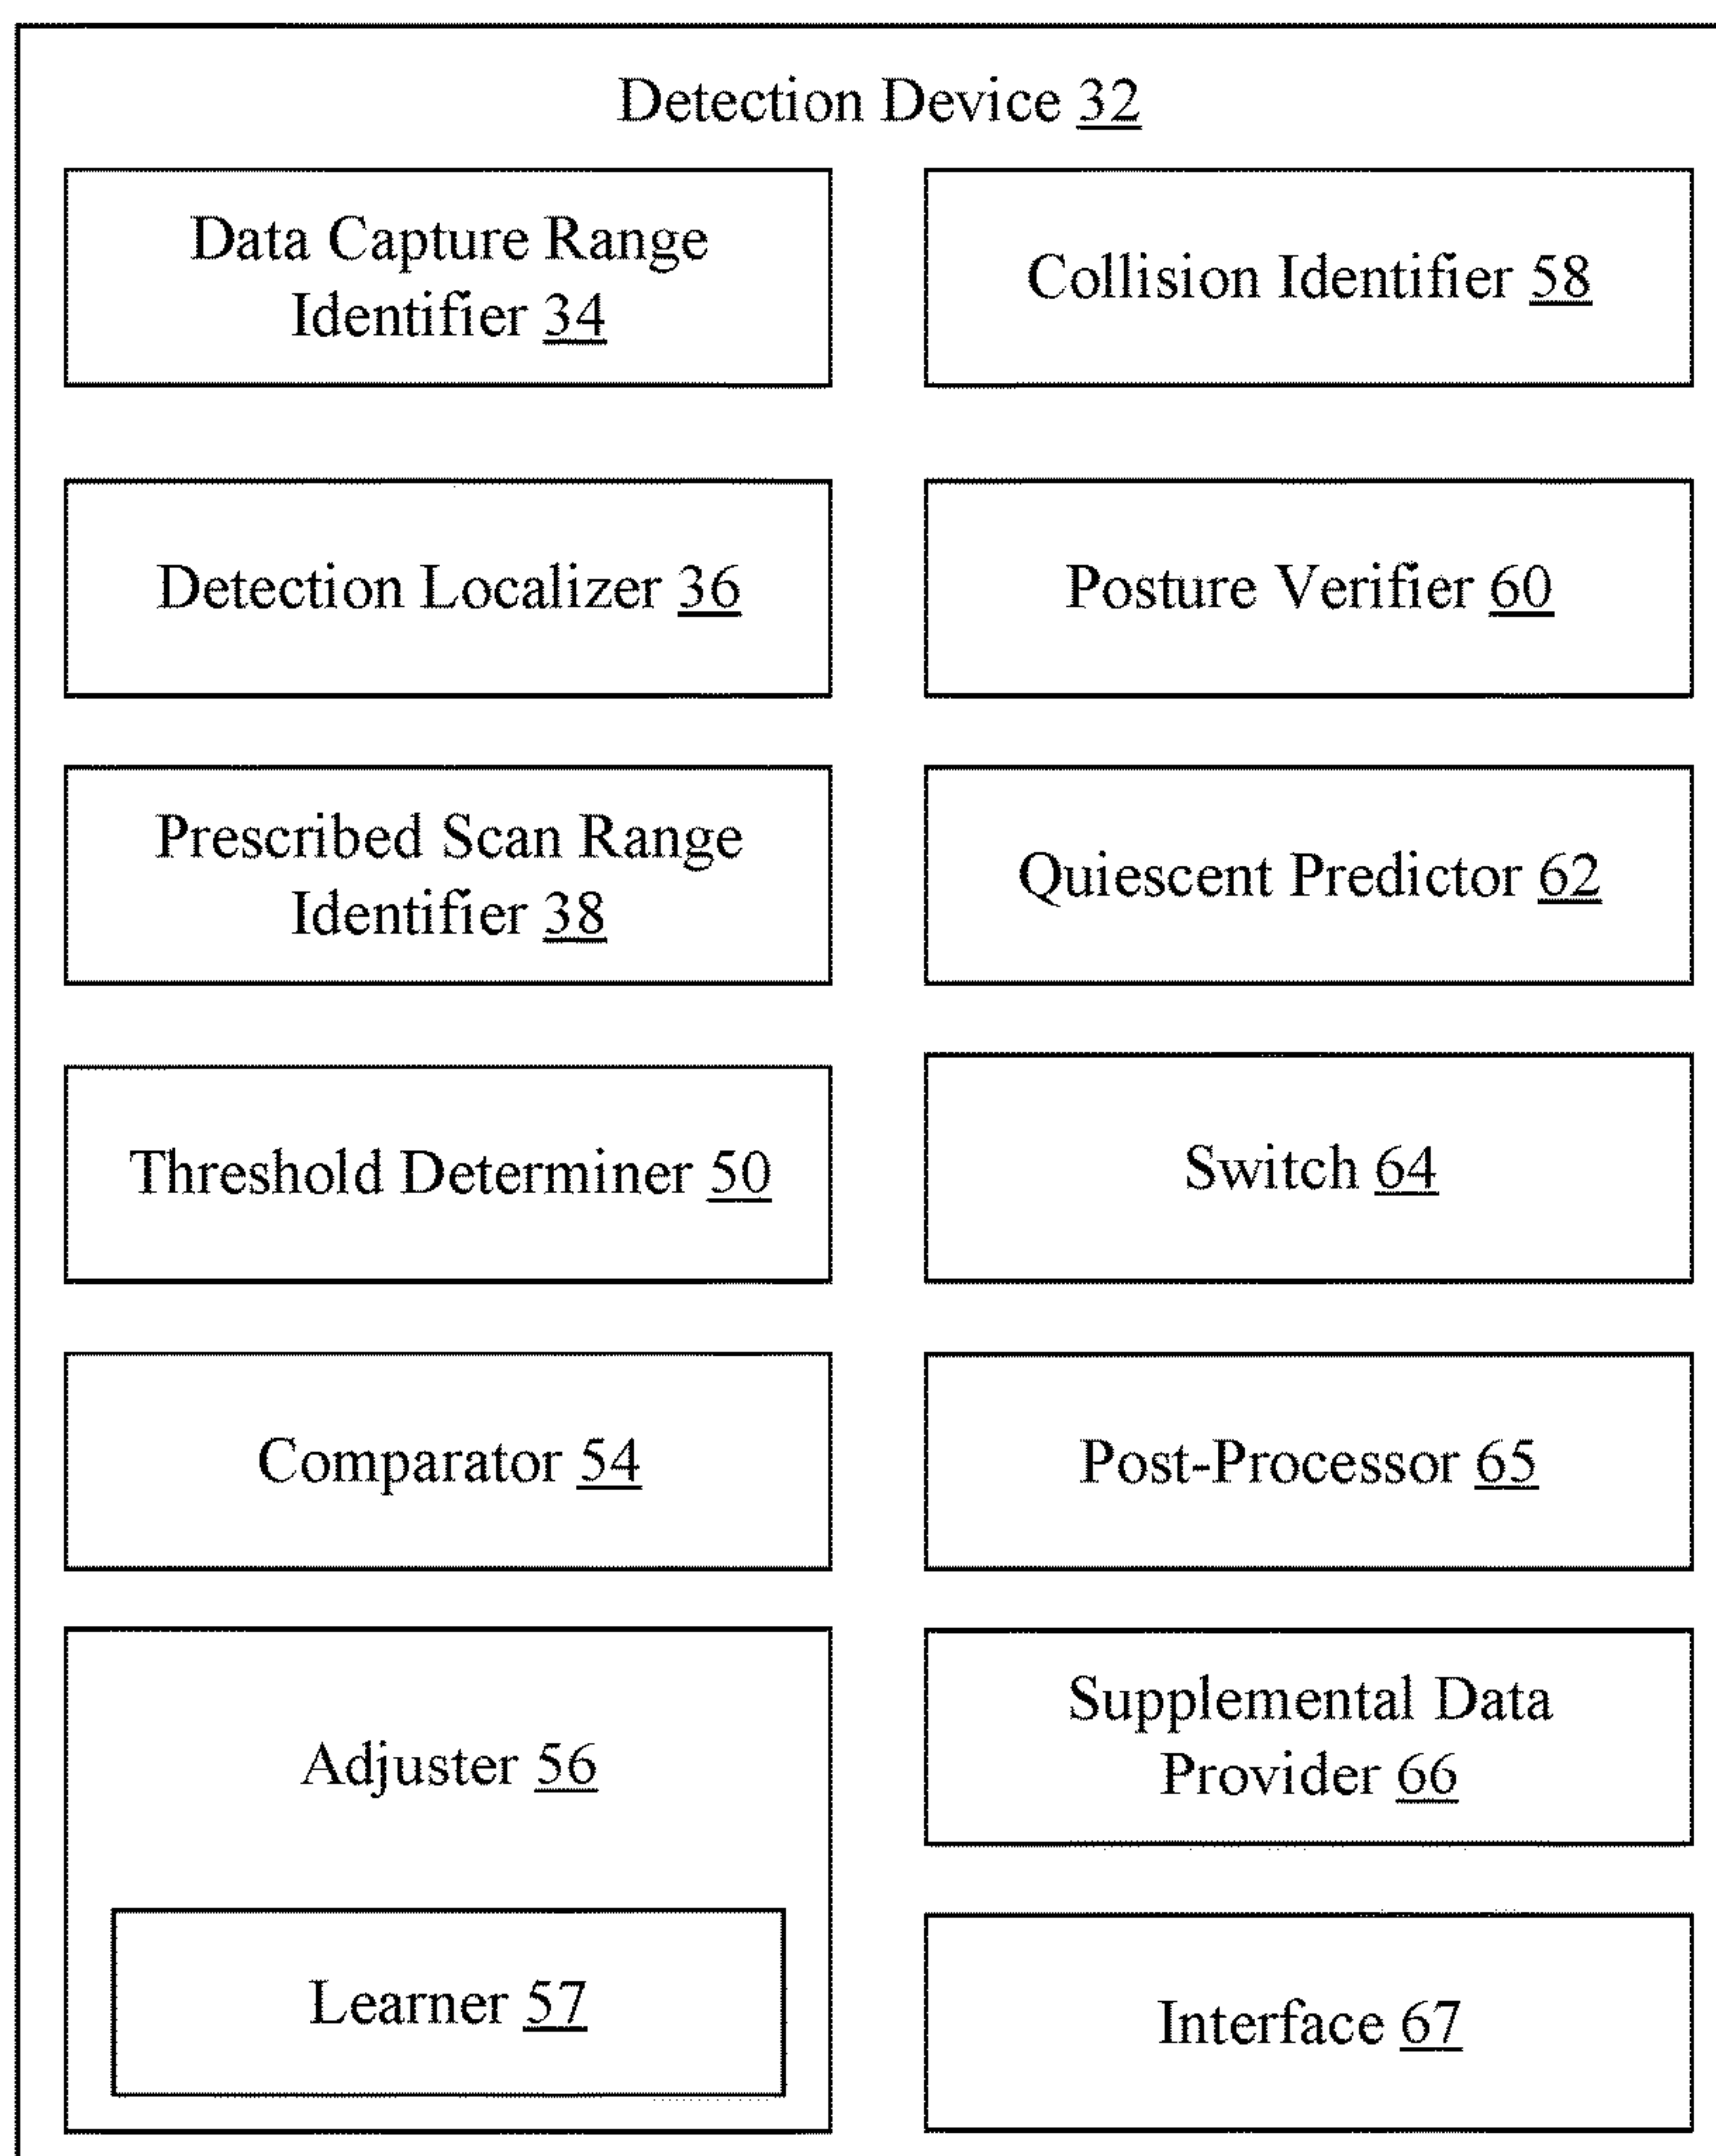 Detection Device 32
Data Capture Range
Identifier 34
Collision Identifier 58
Detection Localizer 36
Posture Verifier 60
Prescribed Scan Range
Identifier 38
Quiescent Predictor 62
Threshold Determiner 50
Switch 64
Comparator 54
Post-Processor 65
Adjuster 56
Supplemental Data
Provider 66
Learner 57
Interface 67